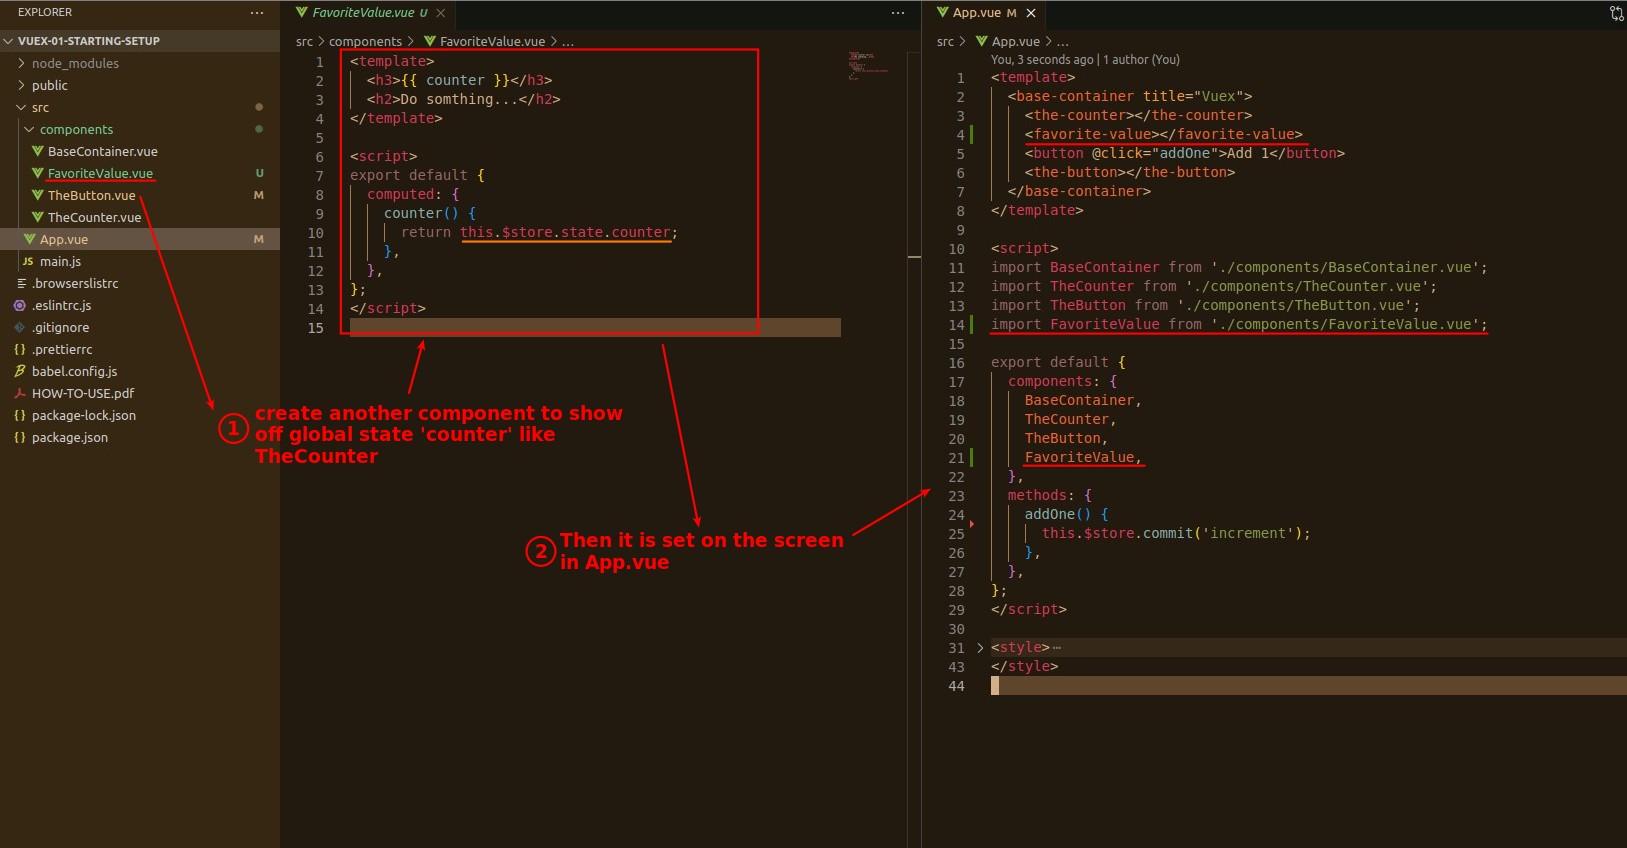 EXPLORER
VUEX-01-STARTING-SETUP
node_modules
public
src
components
BaseContainer.vue
FavoriteValue.vue U
TheButton.vue M
TheCounter.vue
App.vue M
JS main.js
.browserslistrc
.eslintrc.js
.gitignore
{} .prettierrc
babel.config.js
HOW-TO-USE.pdf
{} package-lock.json
{} package.json
FavoriteValue.vue U
src > components > FavoriteValue.vue > ...
1 <template>
2 <h3>{{ counter }}</h3>
3 <h2>Do somthing...</h2>
4 </template>
5
6 <script>
7 export default {
8 computed: {
9 counter() {
10 return this.$store.state.counter;
11 },
12 },
13 };
14 </script>
15
1 create another component to show
off global state 'counter' like
TheCounter
2 Then it is set on the screen
in App.vue
App.vue M
src > App.vue > ...
You, 3 seconds ago | 1 author (You)
1 <template>
2 <base-container title="Vuex">
3 <the-counter></the-counter>
4 <favorite-value></favorite-value>
5 <button @click="addOne">Add 1</button>
6 <the-button></the-button>
7 </base-container>
8 </template>
9
10 <script>
11 import BaseContainer from './components/BaseContainer.vue';
12 import TheCounter from './components/TheCounter.vue';
13 import TheButton from './components/TheButton.vue';
14 import FavoriteValue from './components/FavoriteValue.vue';
15
16 export default {
17 components: {
18 BaseContainer,
19 TheCounter,
20 TheButton,
21 FavoriteValue,
22 },
23 methods: {
24 addOne() {
25 this.$store.commit('increment');
26 },
27 },
28 };
29 </script>
30
31 <style>...
43 </style>
44